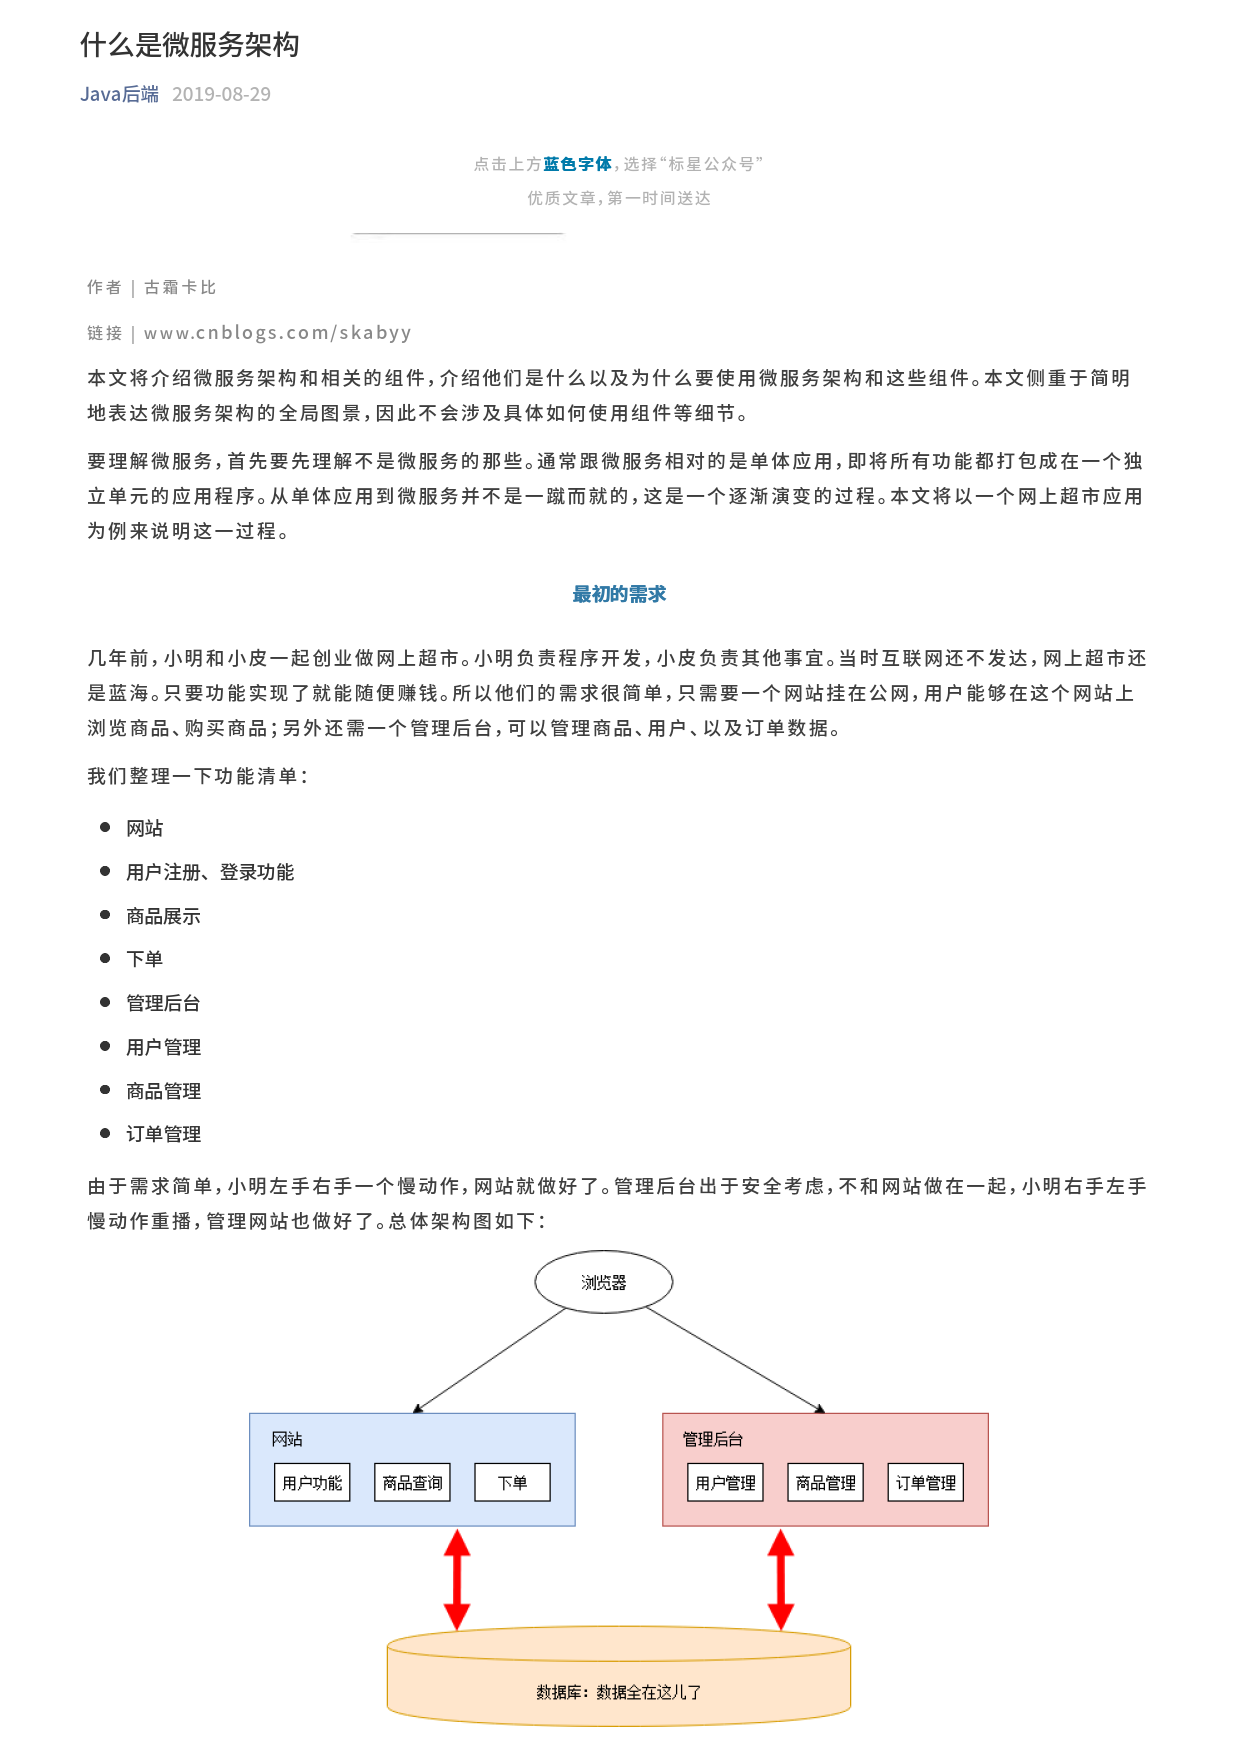 什么是微服务架构
Java后端 2019-08-29
点击上方蓝色字体，选择“标星公众号”
优质文章，第一时间送达
作者 | 古霜卡比
链接 | www.cnblogs.com/skabyy
本文将介绍微服务架构和相关的组件，介绍他们是什么以及为什么要使用微服务架构和这些组件。本文侧重于简明
地表达微服务架构的全局图景，因此不会涉及具体如何使用组件等细节。
要理解微服务，首先要先理解不是微服务的那些。通常跟微服务相对的是单体应用，即将所有功能都打包成在一个独
立单元的应用程序。从单体应用到微服务并不是一蹴而就的，这是一个逐渐演变的过程。本文将以一个网上超市应用
为例来说明这一过程。
最初的需求
几年前，小明和小皮一起创业做网上超市。小明负责程序开发，小皮负责其他事宜。当时互联网还不发达，网上超市还
是蓝海。只要功能实现了就能随便赚钱。所以他们的需求很简单，只需要一个网站挂在公网，用户能够在这个网站上
浏览商品、购买商品；另外还需一个管理后台，可以管理商品、用户、以及订单数据。
我们整理一下功能清单：
● 网站
● 用户注册、登录功能
● 商品展示
● 下单
● 管理后台
● 用户管理
● 商品管理
● 订单管理
由于需求简单，小明左手右手一个慢动作，网站就做好了。管理后台出于安全考虑，不和网站做在一起，小明右手左手
慢动作重播，管理网站也做好了。总体架构图如下：
浏览器
网站
用户功能 商品查询 下单
管理后台
用户管理 商品管理 订单管理
数据库：数据全在这儿了